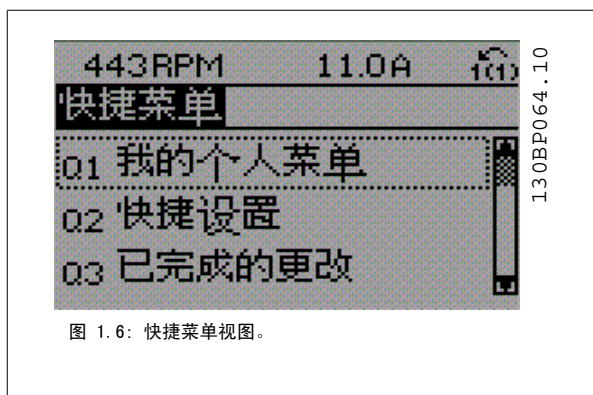 443RPM 11.0A 1(1)
快捷菜单
Q1 我的个人菜单
Q2 快捷设置
Q3 已完成的更改
130BP064.10
图 1.6: 快捷菜单视图。